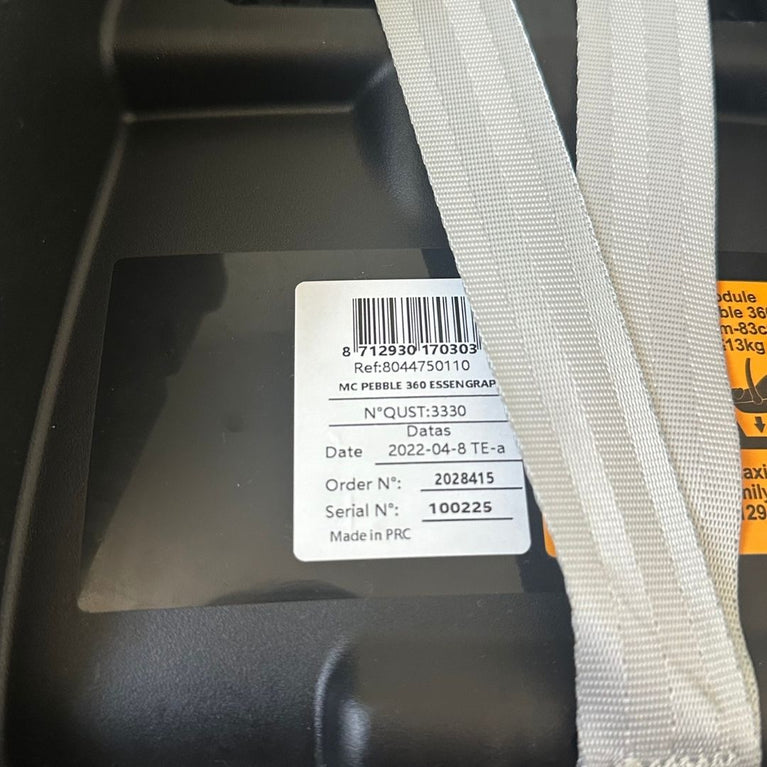 8 712930 170303
Ref:8044750110
MC PEBBLE 360 ESSENGRAP
N°QUST:3330
Datas
Date 2022-04-8 TE-a
Order N°: 2028415
Serial N°: 100225
Made in PRC
13kg